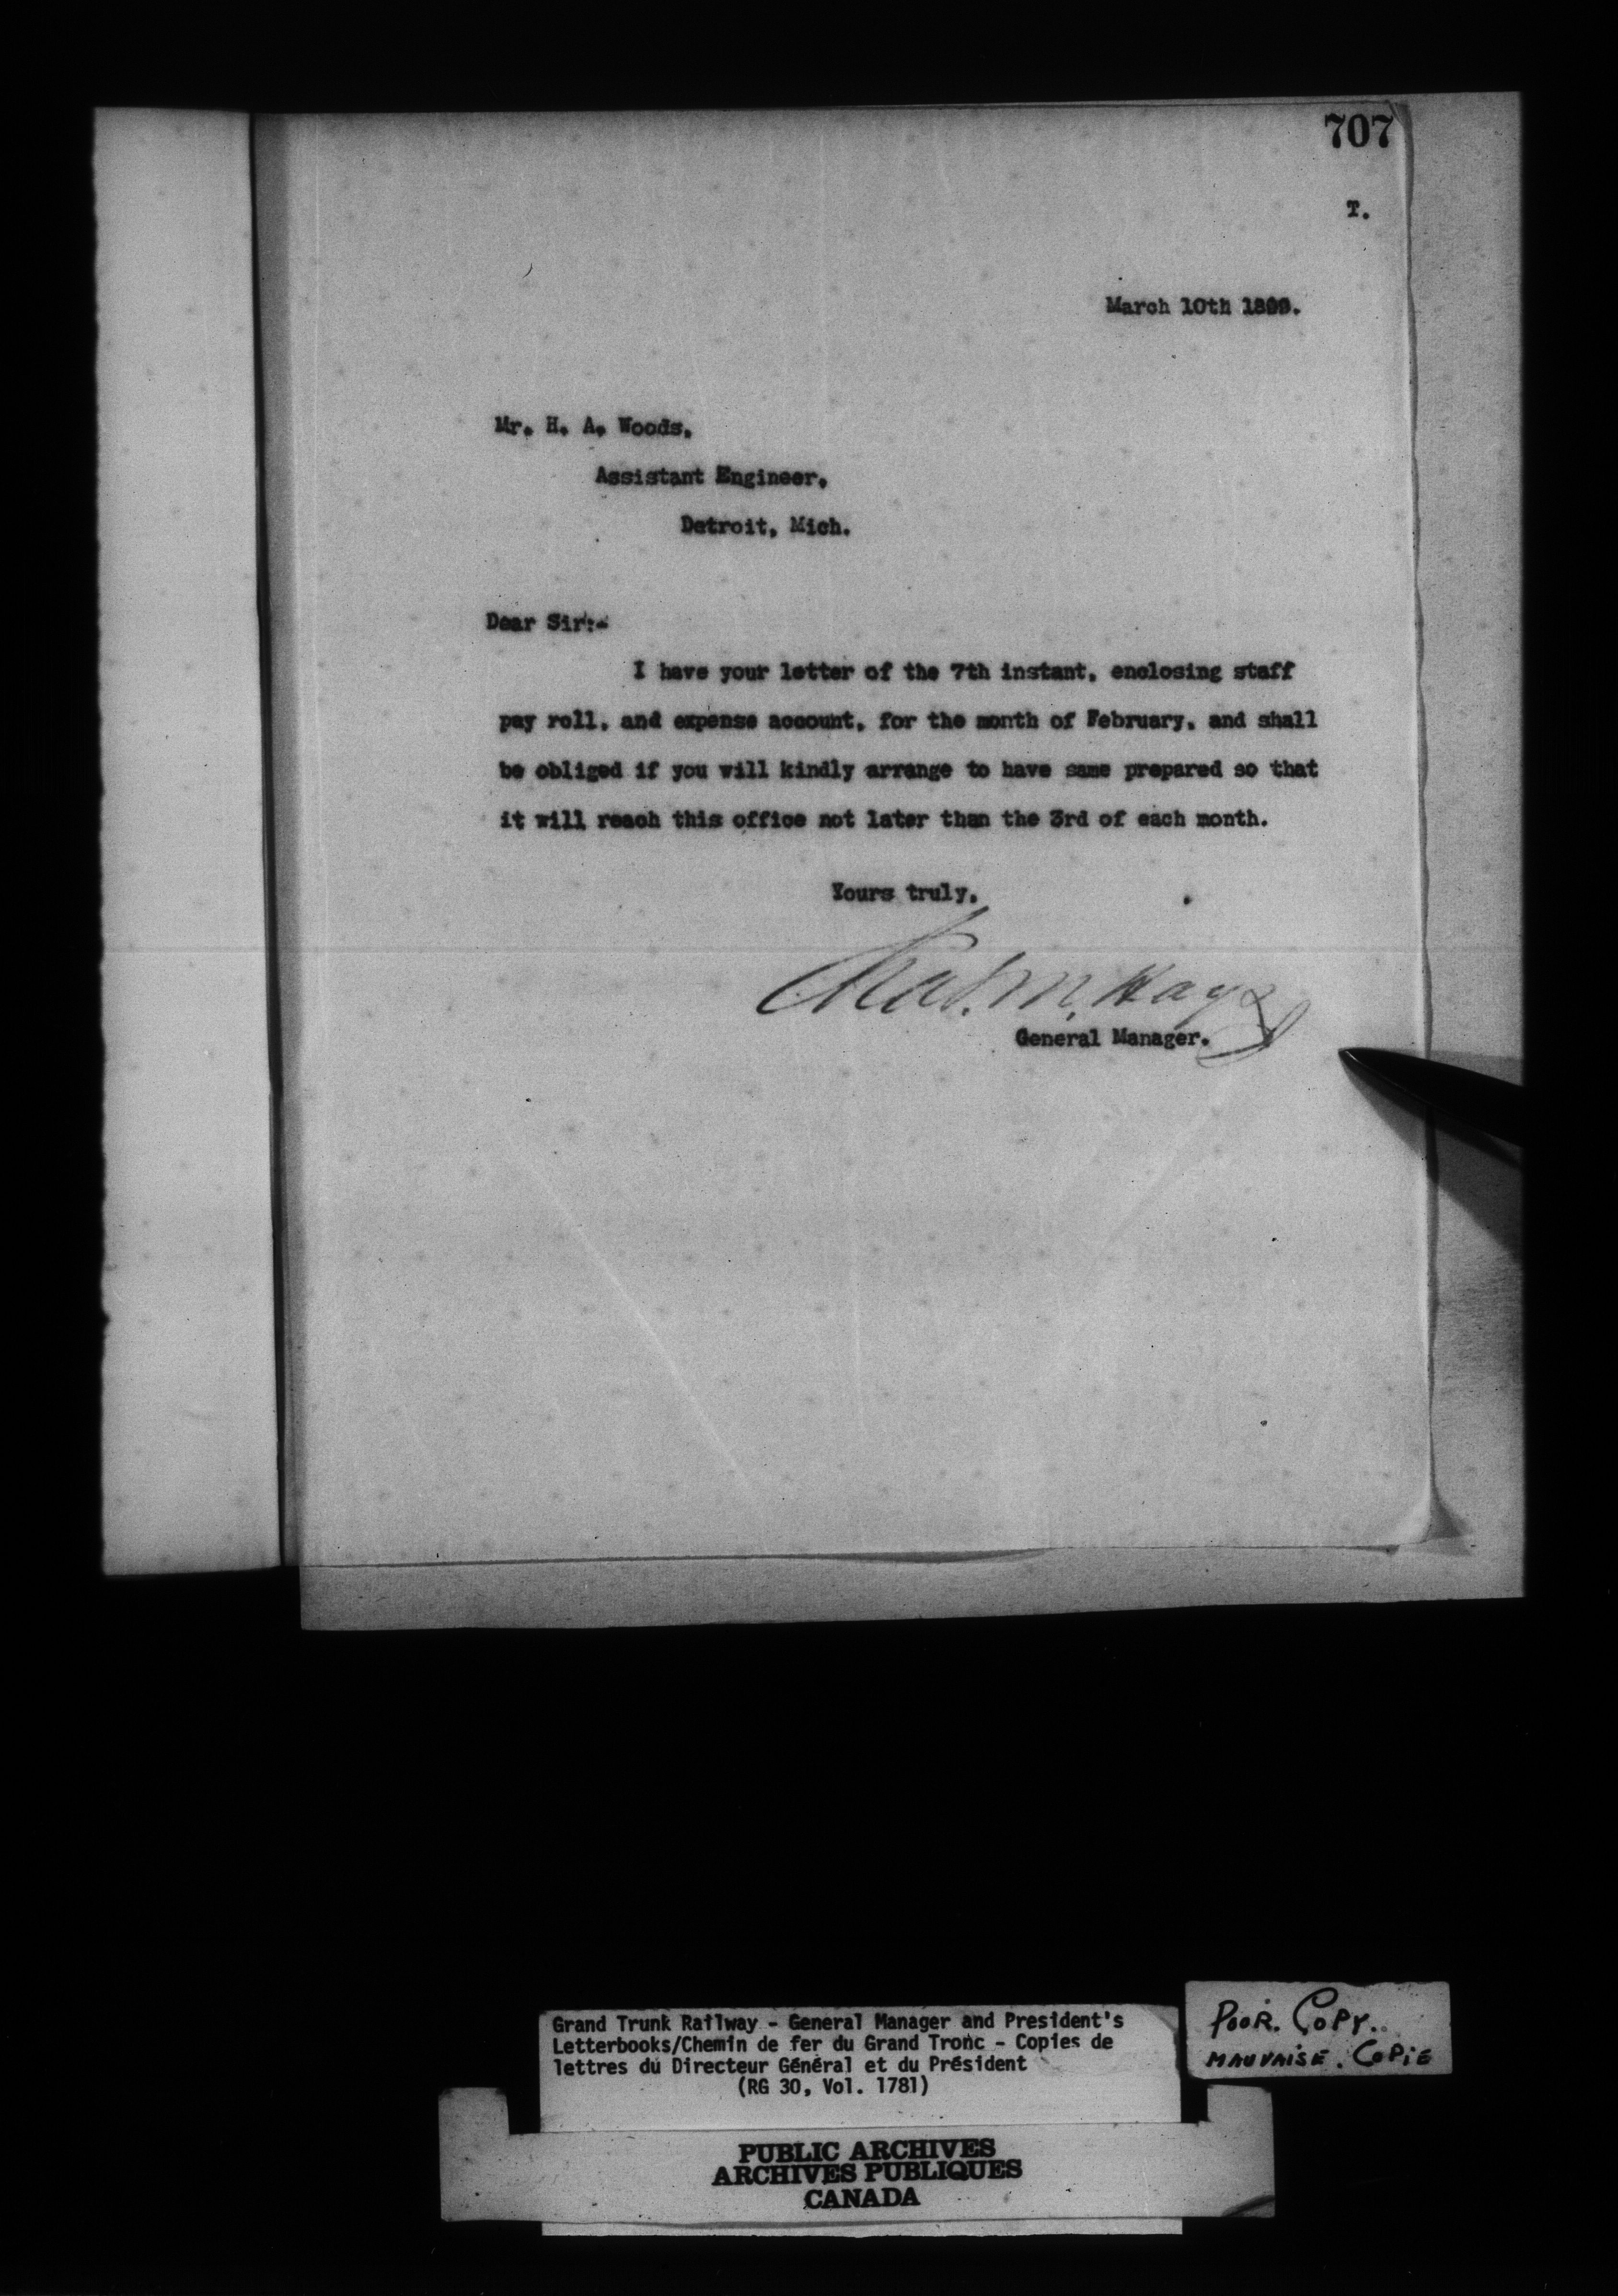 707
T.
March 10th 1899.
Mr. H. A. Woods,
Assistant Engineer,
Detroit, Mich.
Dear Sir:-
I have your letter of the 7th instant, enclosing staff
pay roll, and expense account, for the month of February, and shall
be obliged if you will kindly arrange to have same prepared so that
it will reach this office not later than the 3rd of each month.
Yours truly,
Chas. M. Hays
General Manager.
Grand Trunk Railway - General Manager and President's
Letterbooks/Chemin de fer du Grand Tronc - Copies de
lettres du Directeur Général et du Président
(RG 30, Vol. 1781)
POOR. COPY.
MAUVAISE. COPIE
PUBLIC ARCHIVES
ARCHIVES PUBLIQUES
CANADA